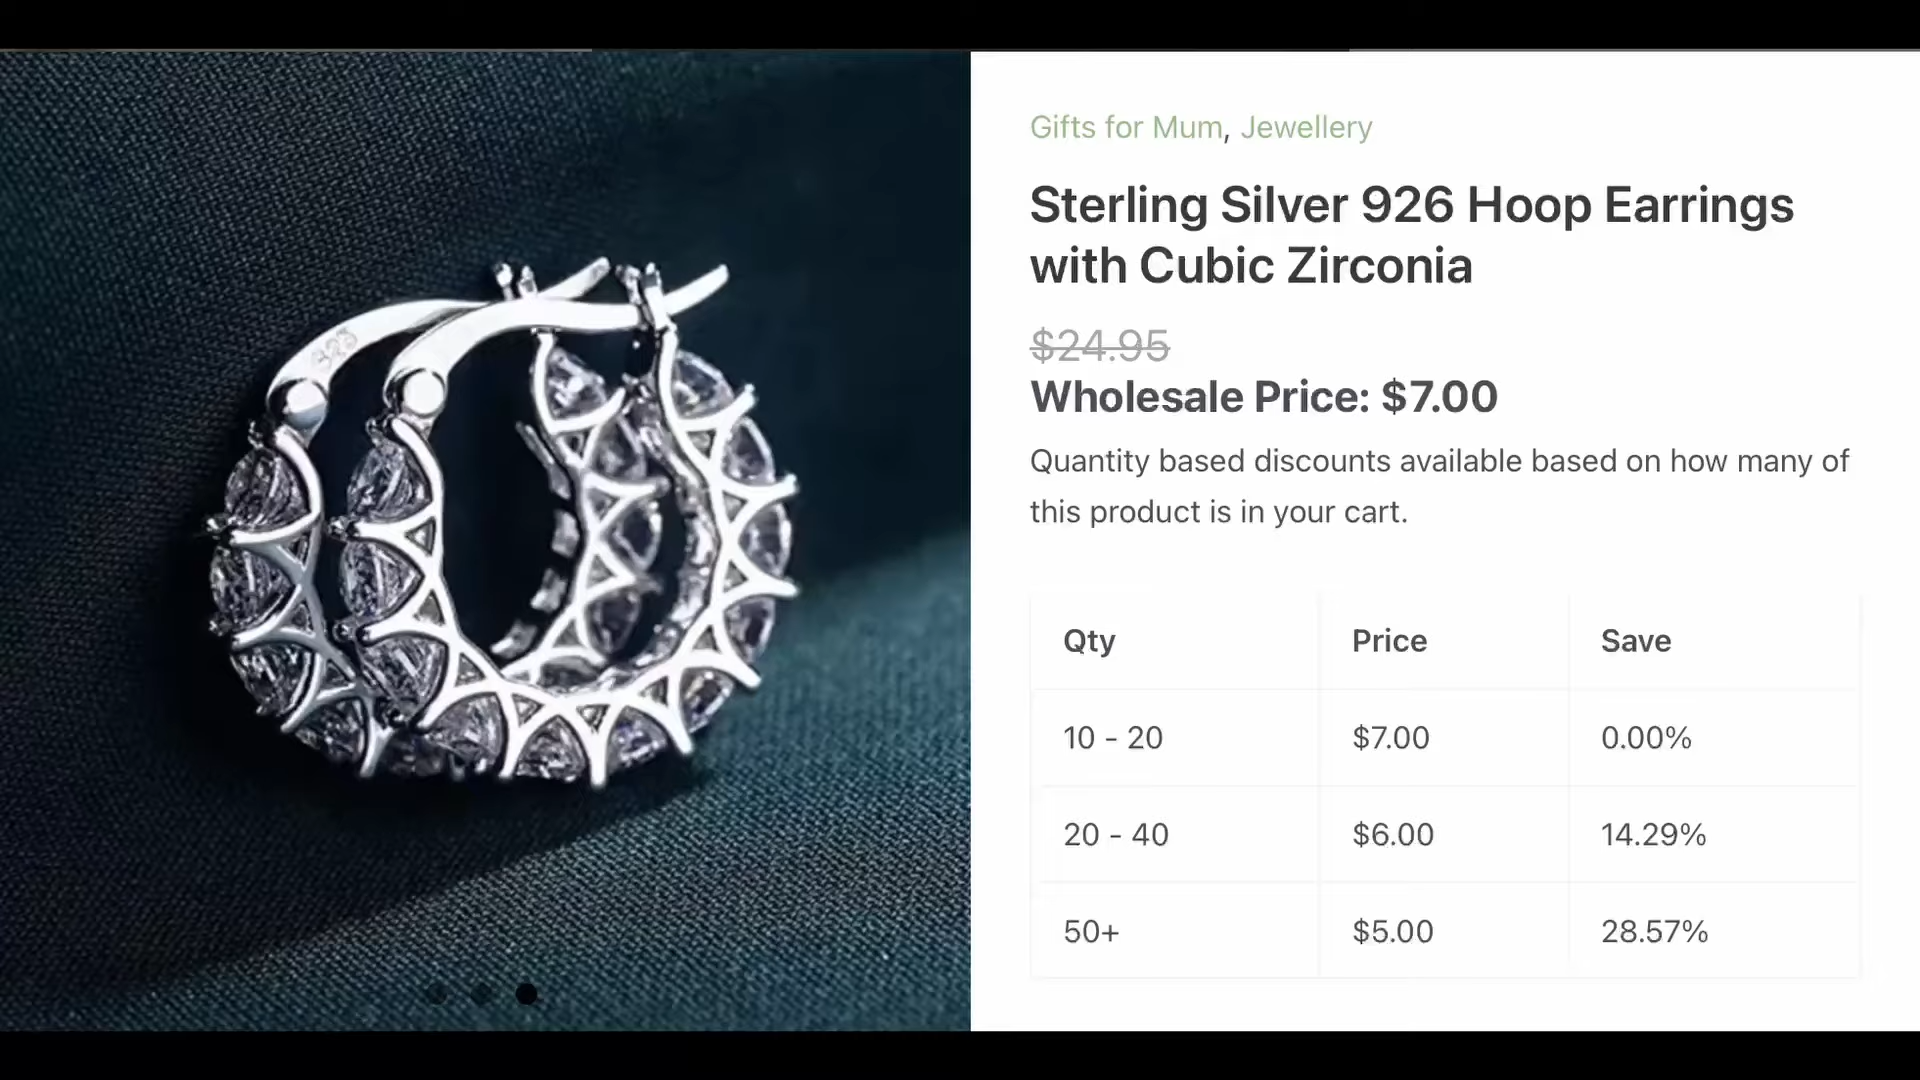 Gifts for Mum, Jewellery
Sterling Silver 926 Hoop Earrings
with Cubic Zirconia
$24.95
Wholesale Price: $7.00
Quantity based discounts available based on how many of
this product is in your cart.
Qty Price Save
10 - 20 $7.00 0.00%
20 - 40 $6.00 14.29%
50+ $5.00 28.57%
925